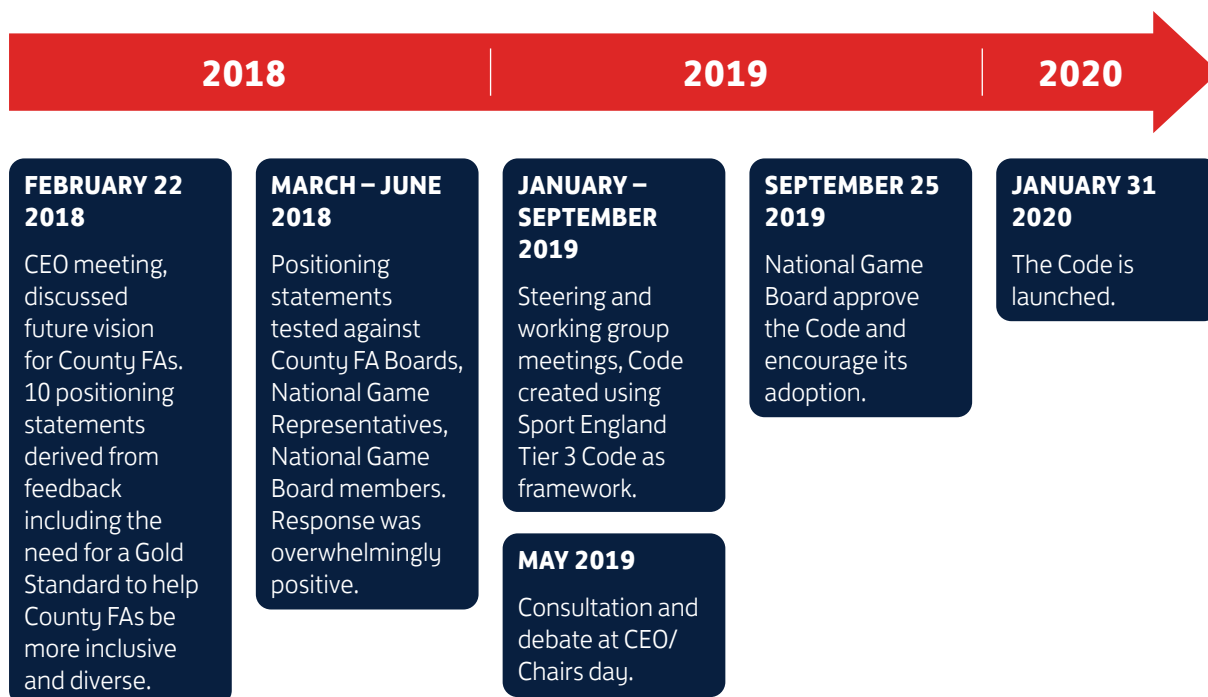 2018
2019
2020
FEBRUARY 22
2018
CEO meeting,
discussed
future vision
for County FAs.
10 positioning
statements
derived from
feedback
including the
need for a Gold
Standard to help
County FAs be
more inclusive
and diverse.
MARCH – JUNE
2018
Positioning
statements
tested against
County FA Boards,
National Game
Representatives,
National Game
Board members.
Response was
overwhelmingly
positive.
JANUARY –
SEPTEMBER
2019
Steering and
working group
meetings, Code
created using
Sport England
Tier 3 Code as
framework.
MAY 2019
Consultation and
debate at CEO/
Chairs day.
SEPTEMBER 25
2019
National Game
Board approve
the Code and
encourage its
adoption.
JANUARY 31
2020
The Code is
launched.